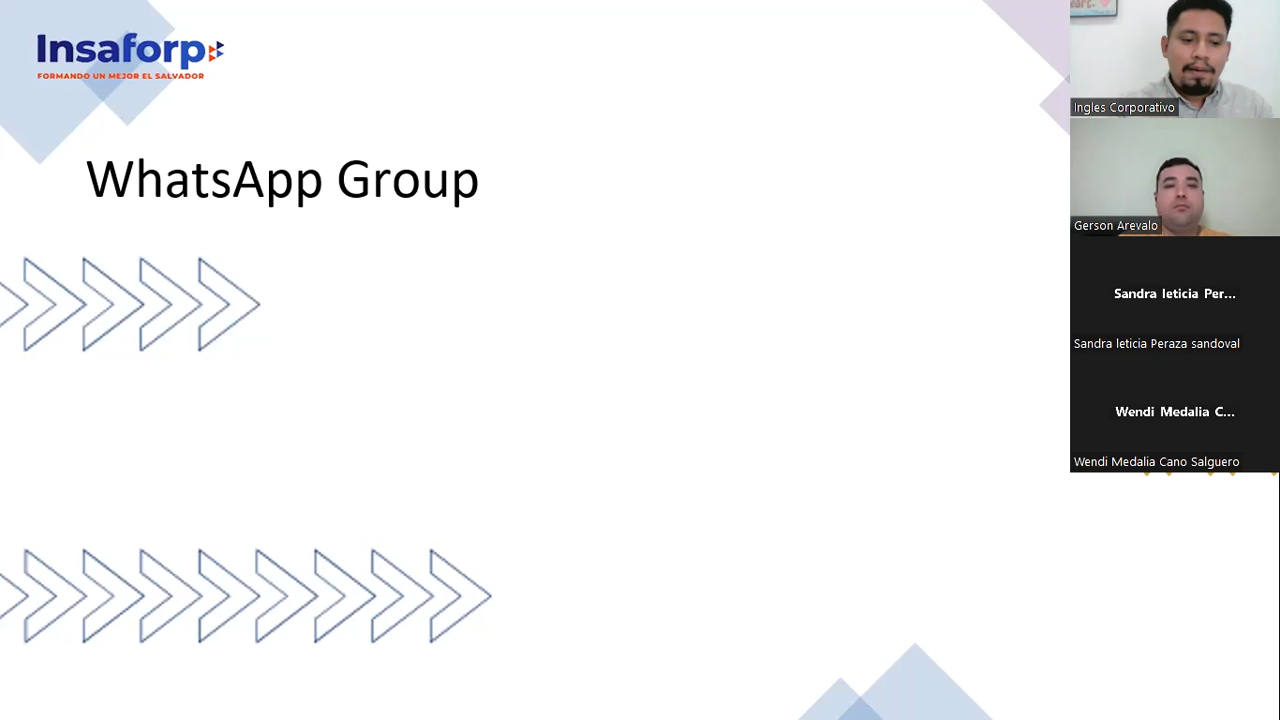 Insaforp
FORMANDO UN MEJOR EL SALVADOR
WhatsApp Group
Ingles Corporativo
Gerson Arevalo
Sandra leticia Per...
Sandra leticia Peraza sandoval
Wendi Medalia C...
Wendi Medalia Cano Salguero